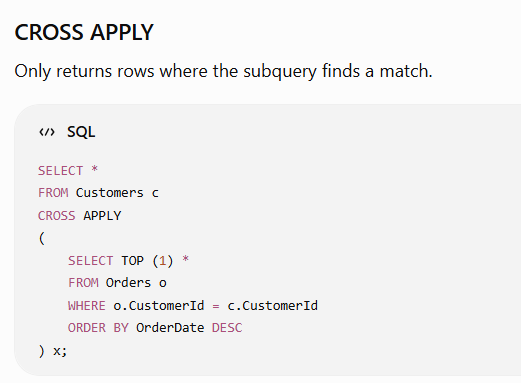 CROSS APPLY
Only returns rows where the subquery finds a match.
</> SQL
SELECT *
FROM Customers c
CROSS APPLY
(
    SELECT TOP (1) *
    FROM Orders o
    WHERE o.CustomerId = c.CustomerId
    ORDER BY OrderDate DESC
) x;